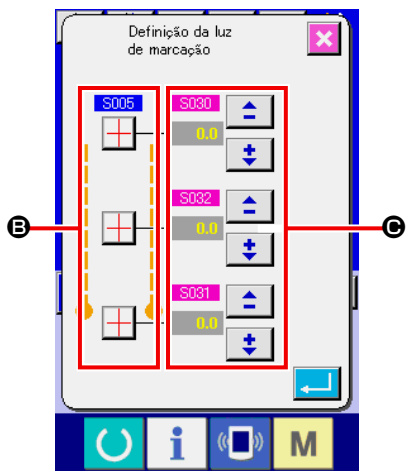 Definição da luz
de marcação
S005
S030
0.0
S032
0.0
S031
0.0
B
C
i
M